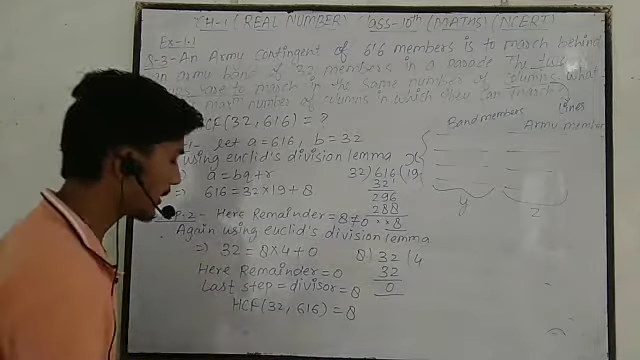 CH-1 (REAL NUMBER) Class-10th (MATHS) (NCERT)
Ex-1.1
S-3- An Army Contingent of 616 members is to march behind
an army band of 32 members in a parade The two
are to march in the same number of columns what
max^m number of columns in which they can march?
lines
HCF(32, 616) = ?
Band members
Army member
let a=616, b=32
using euclid's division lemma
x
⇒ a = bq+r
32) 616 (19
32
⇒ 616 = 32×19+8
296
288
8
y
z
- Here Remainder = 8≠0
Again using euclid's division lemma
⇒ 32 = 8×4+0
8) 32 (4
32
0
Here Remainder = 0
Last step = divisor = 8
HCF(32, 616) = 8